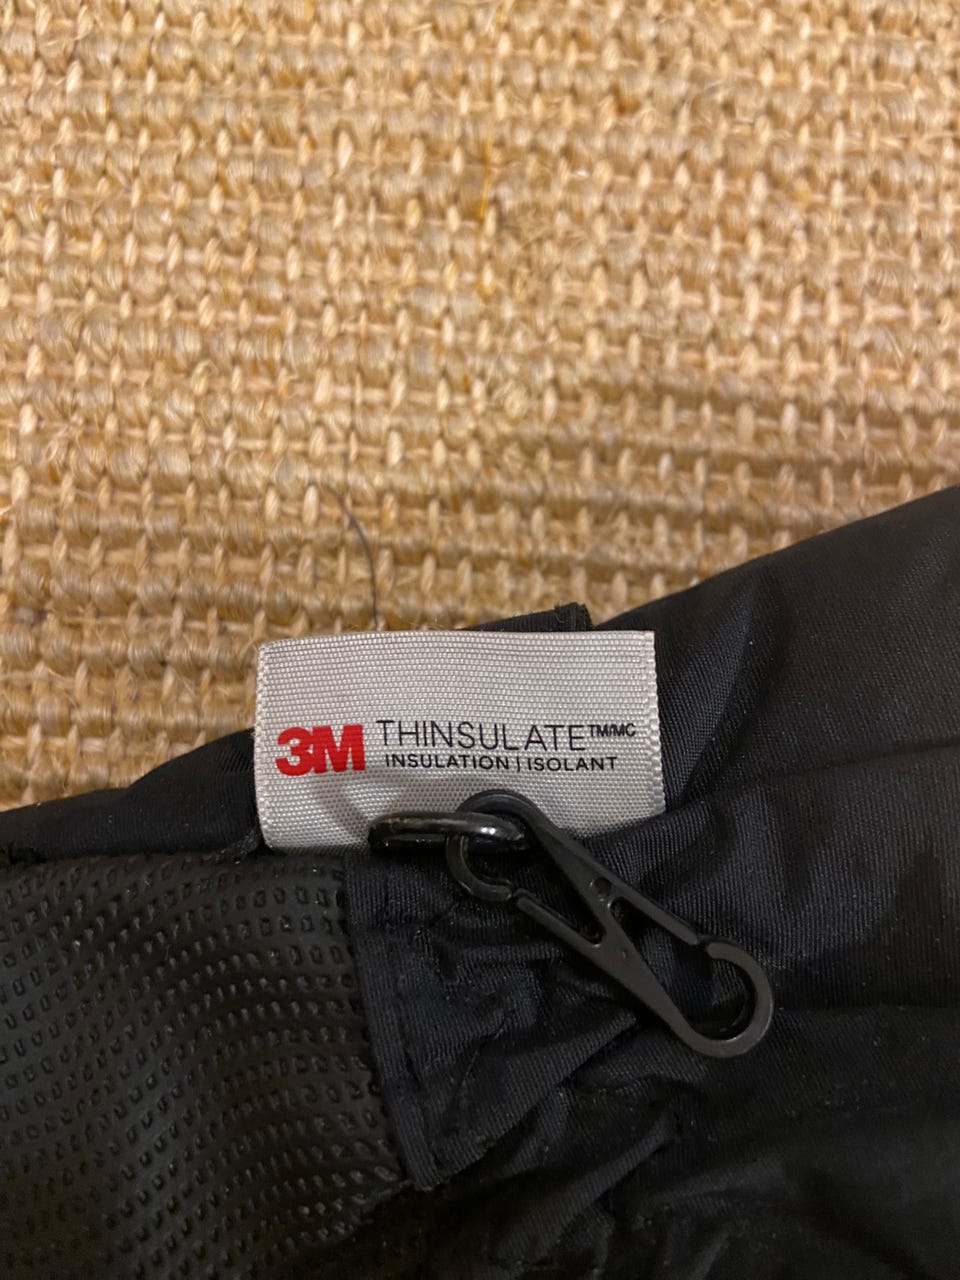 3M THINSULATE™/MC
INSULATION | ISOLANT